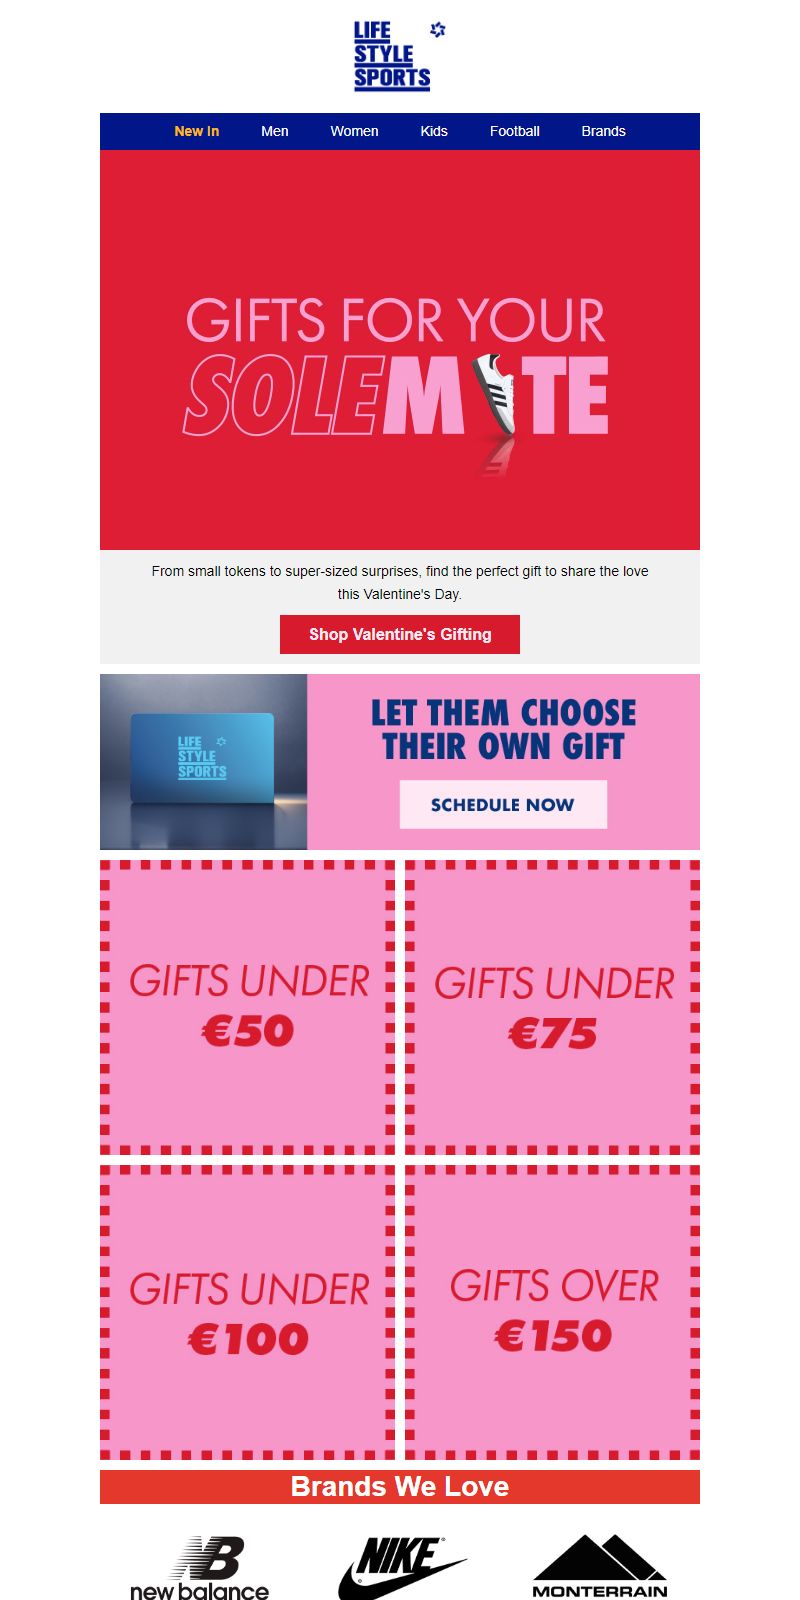 LIFE
STYLE
SPORTS
New In Men Women Kids Football Brands
GIFTS FOR YOUR
SOLEMTE
From small tokens to super-sized surprises, find the perfect gift to share the love
this Valentine's Day.
Shop Valentine's Gifting
LIFE
STYLE
SPORTS
LET THEM CHOOSE
THEIR OWN GIFT
SCHEDULE NOW
GIFTS UNDER
€50
GIFTS UNDER
€75
GIFTS UNDER
€100
GIFTS OVER
€150
Brands We Love
NB
new balance
NIKE
MONTERRAIN